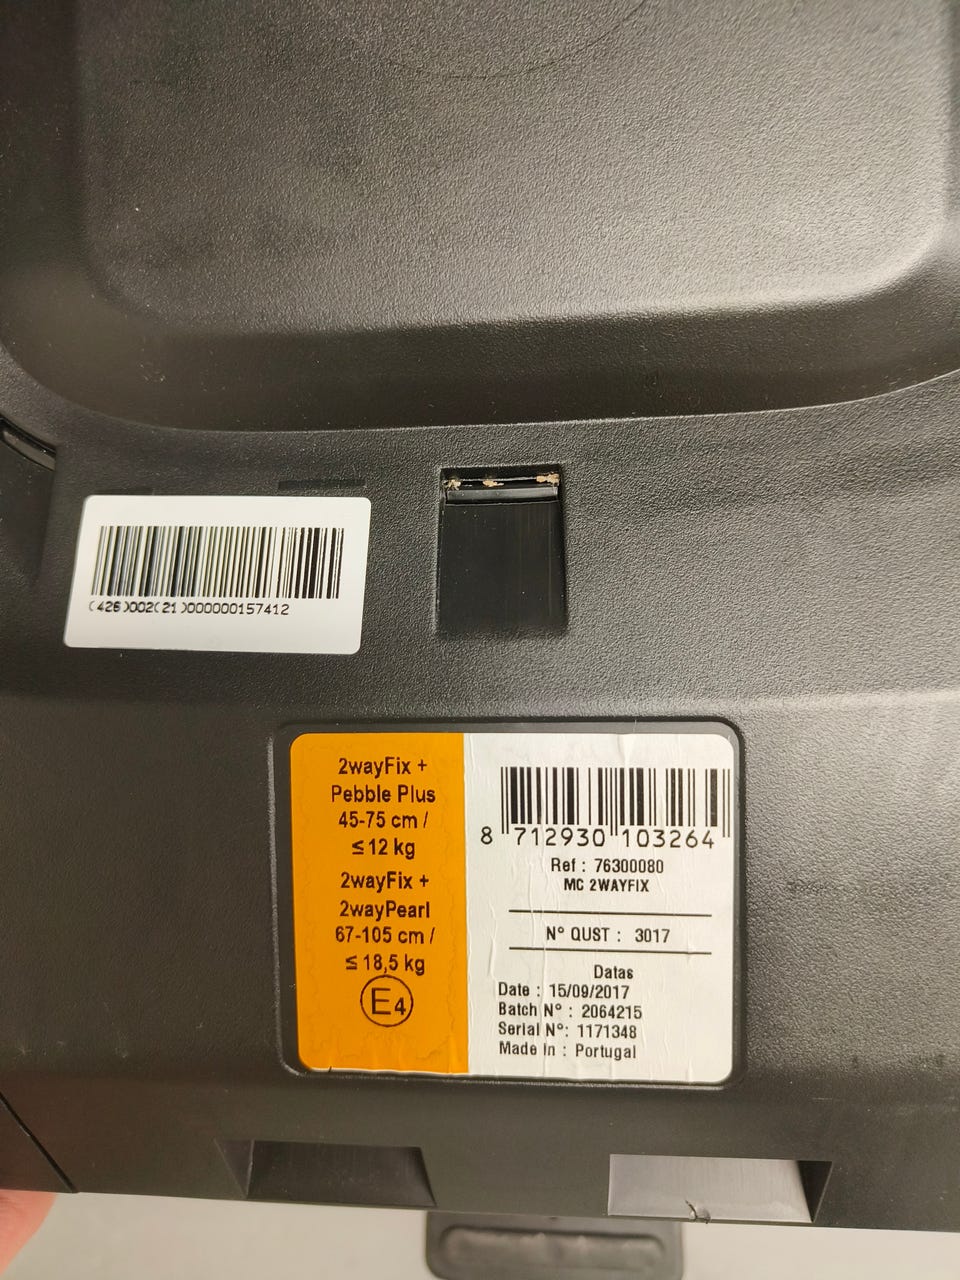 (426)002(21)000000157412
2wayFix +
Pebble Plus
45-75 cm /
≤ 12 kg
2wayFix +
2wayPearl
67-105 cm /
≤ 18,5 kg
E4
8 712930 103264
Ref : 76300080
MC 2WAYFIX
N° QUST : 3017
Datas
Date : 15/09/2017
Batch N° : 2064215
Serial N°: 1171348
Made In : Portugal